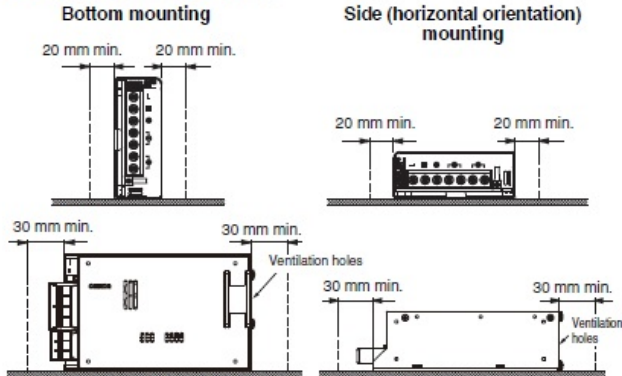 Bottom mounting
Side (horizontal orientation)
mounting
20 mm min.
20 mm min.
20 mm min.
20 mm min.
30 mm min.
30 mm min.
Ventilation holes
30 mm min.
30 mm min.
Ventilation
holes